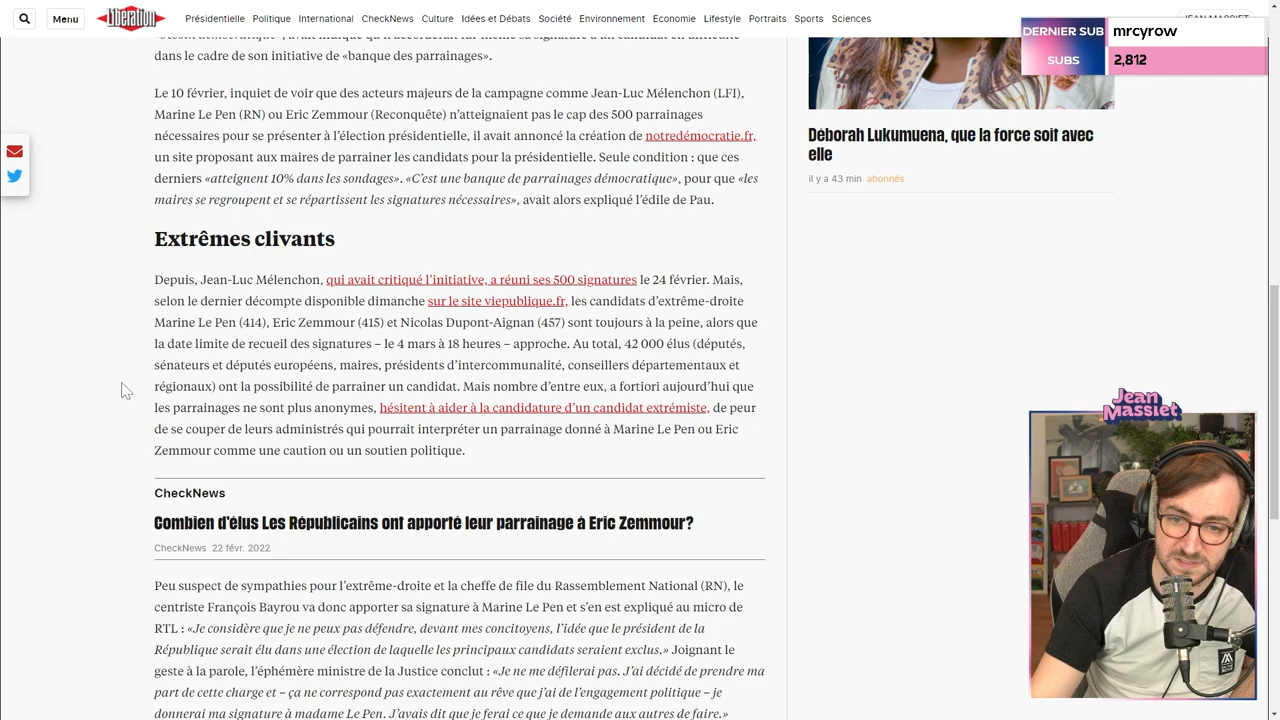 Menu
Libération
Présidentielle Politique International CheckNews Culture Idées et Débats Société Environnement Economie Lifestyle Portraits Sports Sciences
DERNIER SUB mrcyrow
SUBS 2,812
dans le cadre de son initiative de «banque des parrainages».
Le 10 février, inquiet de voir que des acteurs majeurs de la campagne comme Jean-Luc Mélenchon (LFI),
Marine Le Pen (RN) ou Eric Zemmour (Reconquête) n’atteignaient pas le cap des 500 parrainages
nécessaires pour se présenter à l’élection présidentielle, il avait annoncé la création de notredémocratie.fr,
un site proposant aux maires de parrainer les candidats pour la présidentielle. Seule condition : que ces
derniers «atteignent 10% dans les sondages». «C’est une banque de parrainages démocratique», pour que «les
maires se regroupent et se répartissent les signatures nécessaires», avait alors expliqué l’édile de Pau.
Extrêmes clivants
Depuis, Jean-Luc Mélenchon, qui avait critiqué l’initiative, a réuni ses 500 signatures le 24 février. Mais,
selon le dernier décompte disponible dimanche sur le site viepublique.fr, les candidats d’extrême-droite
Marine Le Pen (414), Eric Zemmour (415) et Nicolas Dupont-Aignan (457) sont toujours à la peine, alors que
la date limite de recueil des signatures – le 4 mars à 18 heures – approche. Au total, 42 000 élus (députés,
sénateurs et députés européens, maires, présidents d’intercommunalité, conseillers départementaux et
régionaux) ont la possibilité de parrainer un candidat. Mais nombre d’entre eux, a fortiori aujourd’hui que
les parrainages ne sont plus anonymes, hésitent à aider à la candidature d’un candidat extrémiste, de peur
de se couper de leurs administrés qui pourrait interpréter un parrainage donné à Marine Le Pen ou Eric
Zemmour comme une caution ou un soutien politique.
CheckNews
Combien d’élus Les Républicains ont apporté leur parrainage à Eric Zemmour?
CheckNews 22 févr. 2022
Peu suspect de sympathies pour l’extrême-droite et la cheffe de file du Rassemblement National (RN), le
centriste François Bayrou va donc apporter sa signature à Marine Le Pen et s’en est expliqué au micro de
RTL : «Je considère que je ne peux pas défendre, devant mes concitoyens, l’idée que le président de la
République serait élu dans une élection de laquelle les principaux candidats seraient exclus.» Joignant le
geste à la parole, l’éphémère ministre de la Justice conclut : «Je ne me défilerai pas. J’ai décidé de prendre ma
part de cette charge et – ça ne correspond pas exactement au rêve que j’ai de l’engagement politique – je
donnerai ma signature à madame Le Pen. J’avais dit que je ferai ce que je demande aux autres de faire.»
Déborah Lukumuena, que la force soit avec
elle
il y a 43 min abonnés
Jean
Massiet